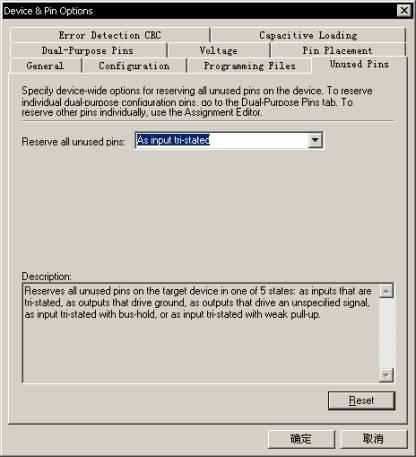 Device & Pin Options
Error Detection CRC
Capacitive Loading
Dual-Purpose Pins
Voltage
Pin Placement
General
Configuration
Programming Files
Unused Pins
Specify device-wide options for reserving all unused pins on the device. To reserve
individual dual-purpose configuration pins, go to the Dual-Purpose Pins tab. To
reserve other pins individually, use the Assignment Editor.
Reserve all unused pins:
As input tri-stated
Description:
Reserves all unused pins on the target device in one of 5 states: as inputs that are
tri-stated, as outputs that drive ground, as outputs that drive an unspecified signal,
as input tri-stated with bus-hold, or as input tri-stated with weak pull-up.
Reset
确定
取消